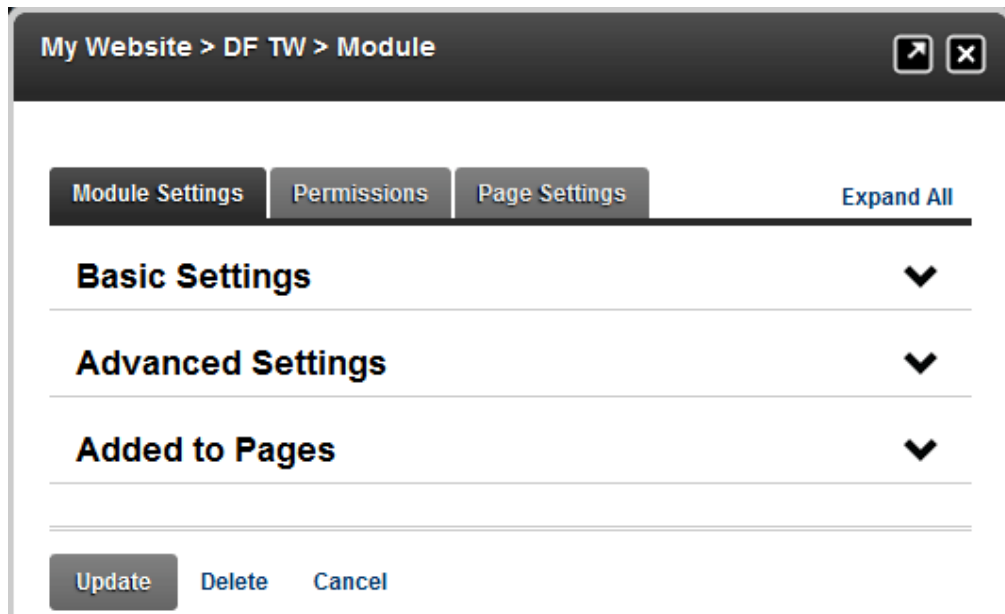 My Website > DF TW > Module
Module Settings Permissions Page Settings Expand All
Basic Settings
Advanced Settings
Added to Pages
Update Delete Cancel